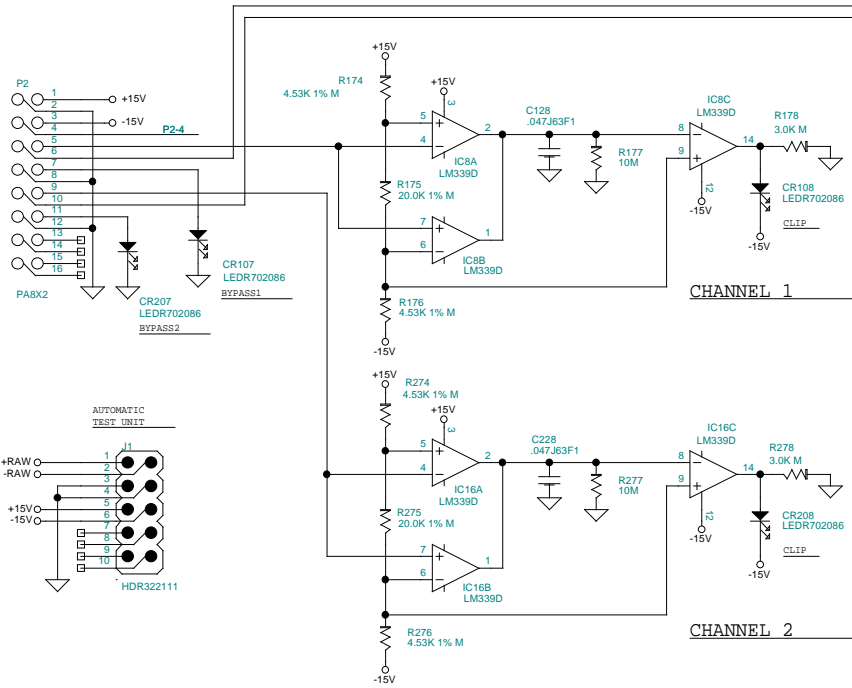 P2
1
2
3
4
5
6
7
8
9
10
11
12
13
14
15
16
PA8X2
+15V
-15V
P2-4
CR207
LEDR702086
BYPASS2
CR107
LEDR702086
BYPASS1
+15V
R174
4.53K 1% M
+15V
3
5
4
2
IC8A
LM339D
R175
20.0K 1% M
7
6
1
IC8B
LM339D
R176
4.53K 1% M
-15V
C128
.047J63F1
R177
10M
IC8C
LM339D
8
9
14
12
-15V
R178
3.0K M
CR108
LEDR702086
CLIP
-15V
CHANNEL 1
AUTOMATIC
TEST UNIT
J1
+RAW
-RAW
+15V
-15V
1
2
3
4
5
6
7
8
9
10
HDR322111
+15V
R274
4.53K 1% M
+15V
3
5
4
2
IC16A
LM339D
R275
20.0K 1% M
7
6
1
IC16B
LM339D
R276
4.53K 1% M
-15V
C228
.047J63F1
R277
10M
IC16C
LM339D
8
9
14
12
-15V
R278
3.0K M
CR208
LEDR702086
CLIP
-15V
CHANNEL 2